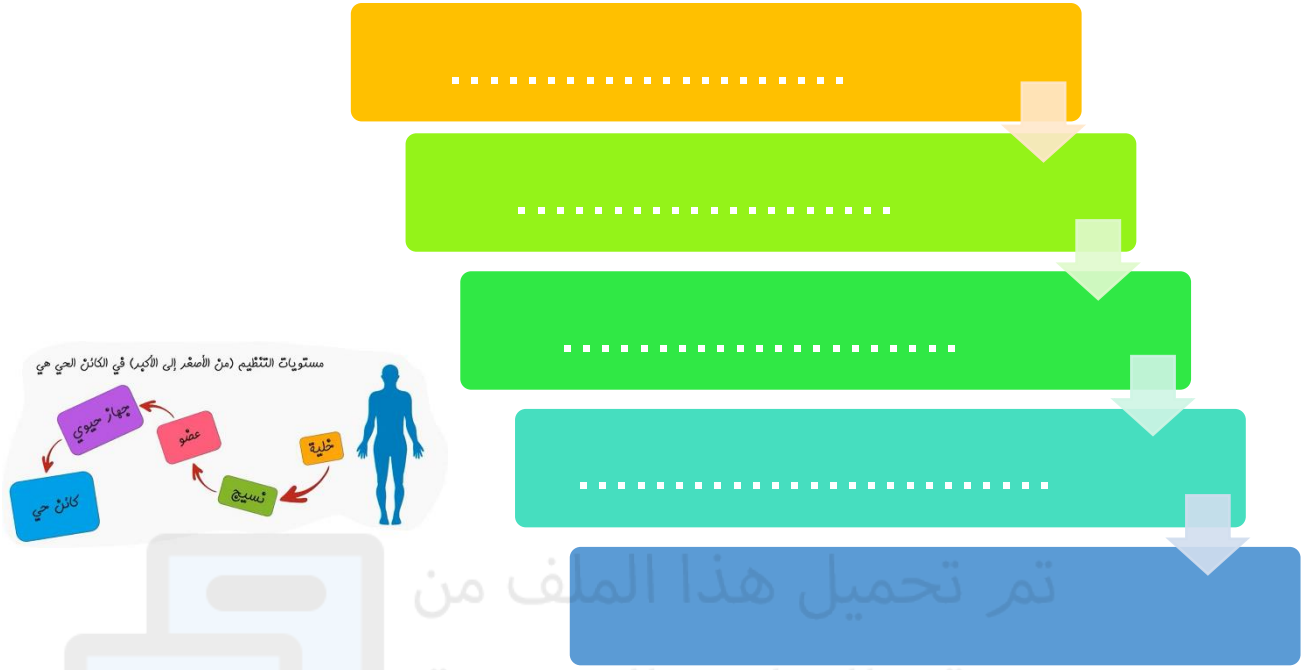 ........................
........................
........................
مستويات التنظيم (من الأصغر إلى الأكبر) في الكائن الحي هي
خلية
نسيج
عضو
جهاز حيوي
كائن حي
........................
تم تحميل هذا الملف من